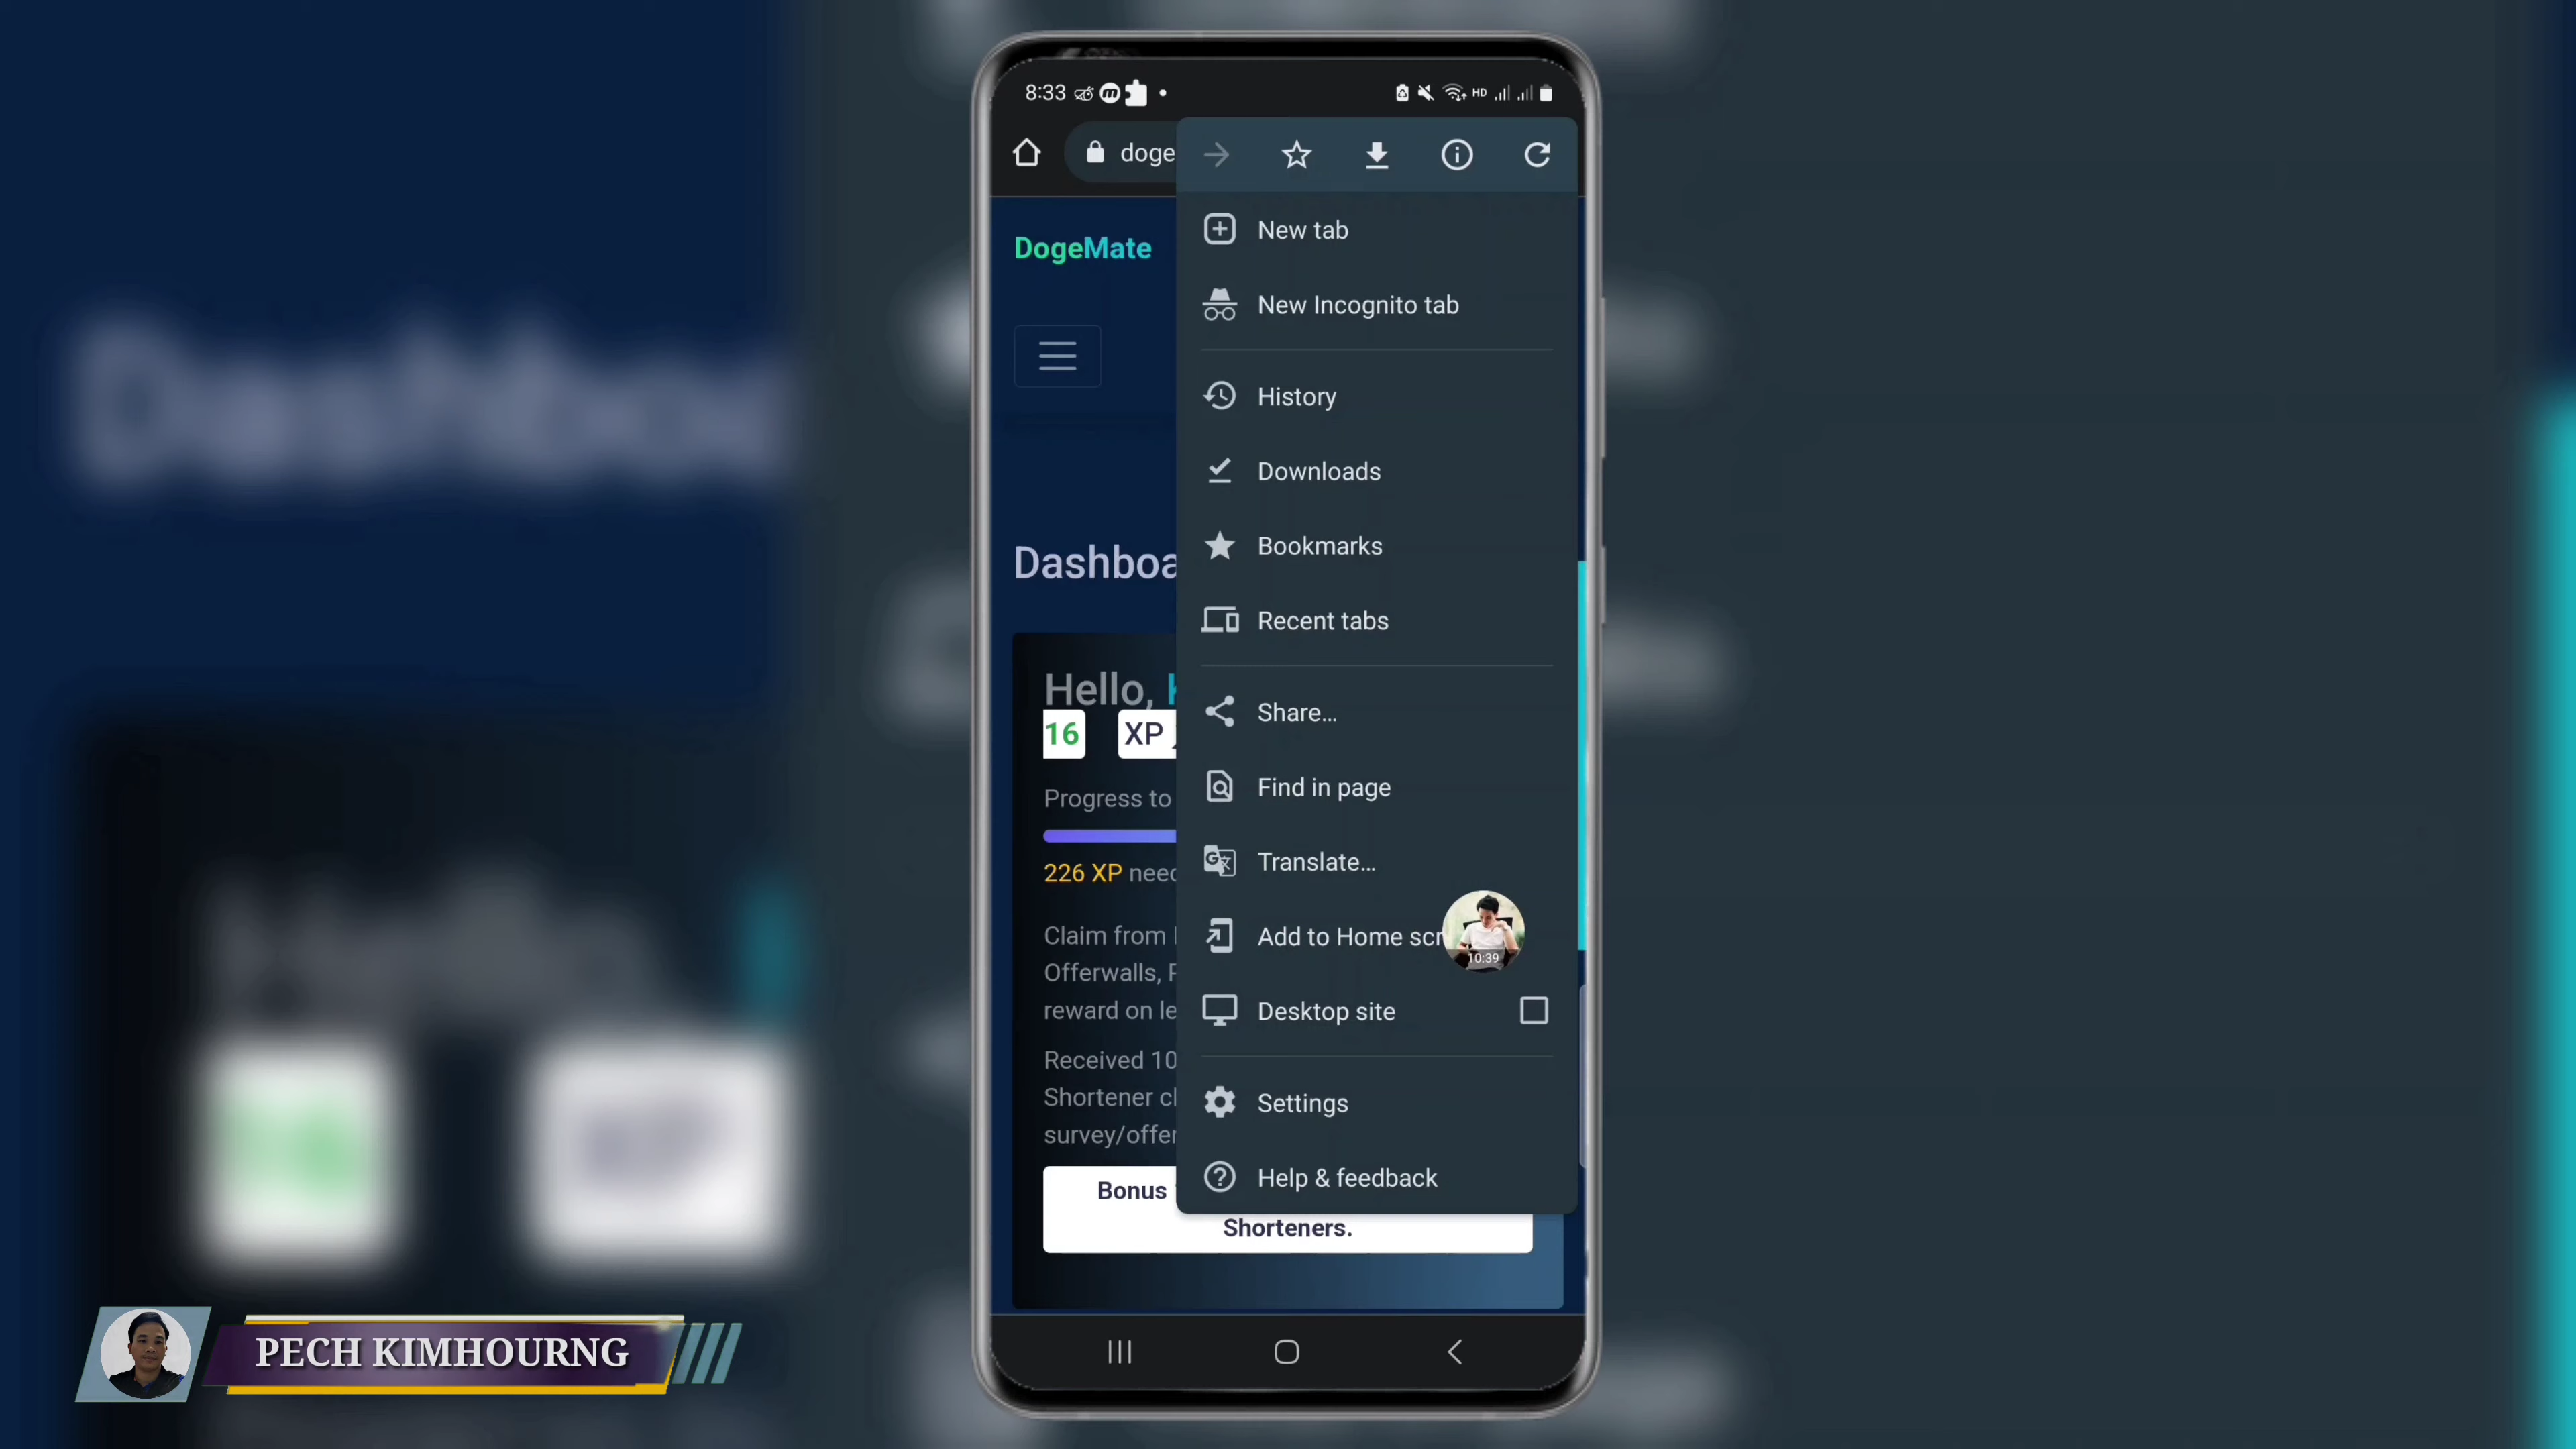 8:33
HD
doge
DogeMate
New tab
New Incognito tab
History
Downloads
Bookmarks
Recent tabs
Share...
Find in page
Translate...
Add to Home scr
10:39
Desktop site
Settings
Help & feedback
Dashboa
Hello,
16
XP
Progress to
226 XP need
Claim from
Offerwalls,
reward on le
Received 10
Shortener cl
survey/offer
Bonus
Shorteners.
PECH KIMHOURNG